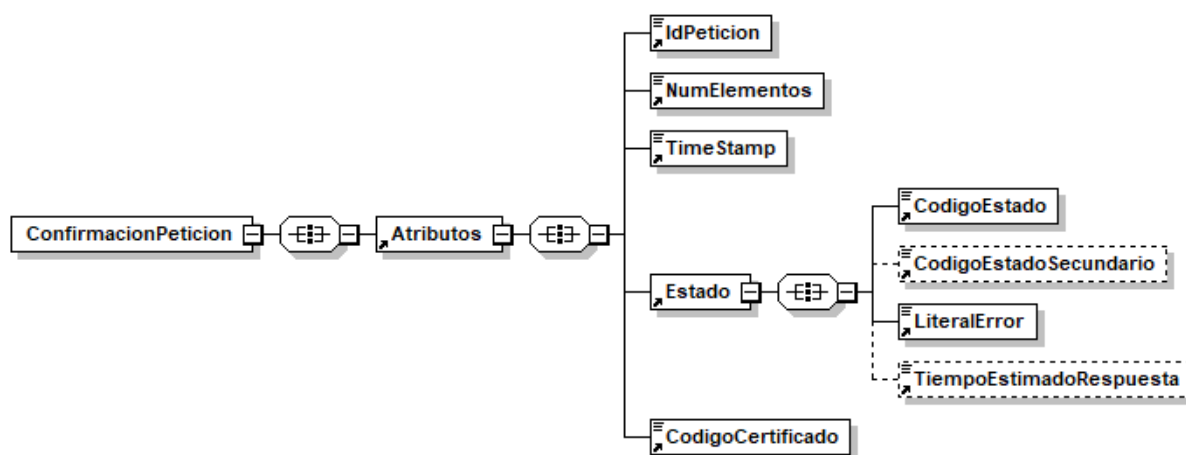 IdPeticion
NumElementos
TimeStamp
ConfirmacionPeticion
Atributos
Estado
CodigoEstado
CodigoEstadoSecundario
LiteralError
TiempoEstimadoRespuesta
CodigoCertificado